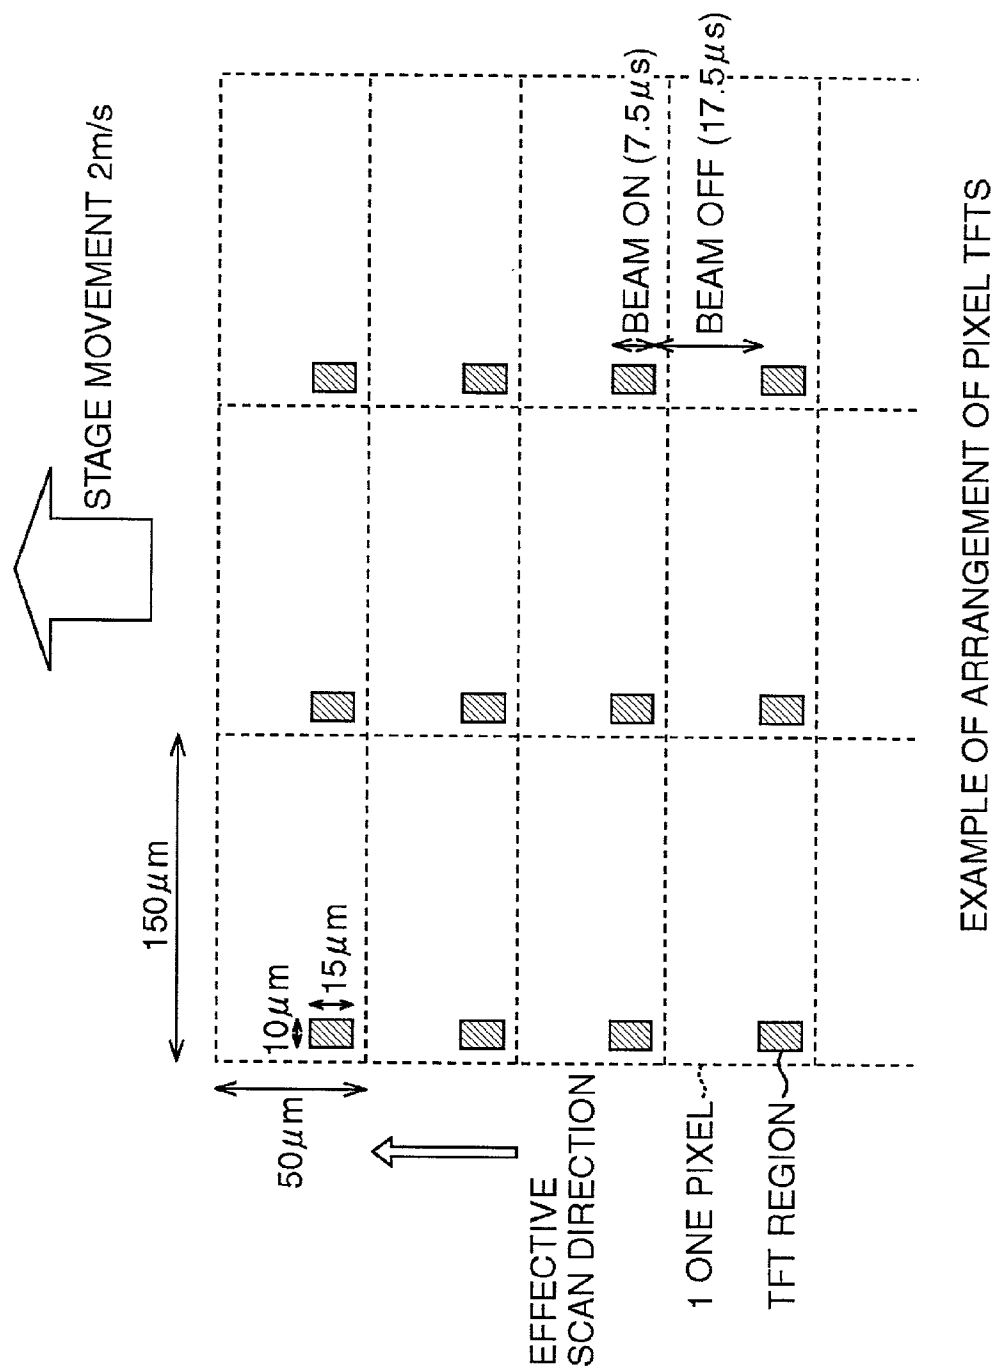 STAGE MOVEMENT 2m/s
150μm
10μm
15μm
50μm
BEAM ON (7.5μs)
BEAM OFF (17.5μs)
EFFECTIVE
SCAN DIRECTION
1 ONE PIXEL
TFT REGION
EXAMPLE OF ARRANGEMENT OF PIXEL TFTS